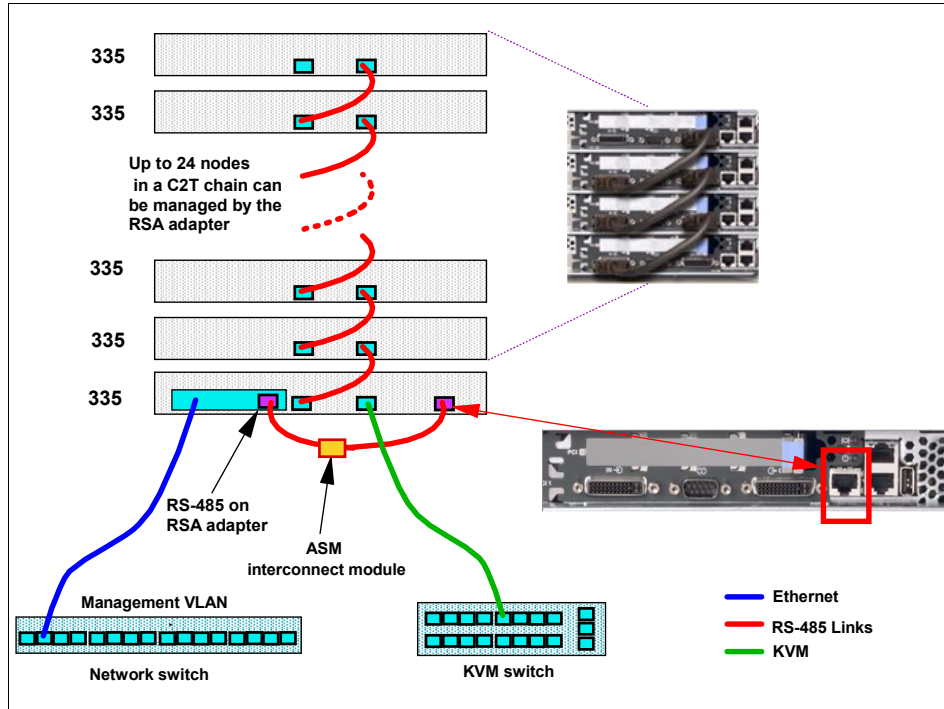 335
335
Up to 24 nodes
in a C2T chain can
be managed by the
RSA adapter
335
335
335
RS-485 on
RSA adapter
ASM
interconnect module
PCI
IN
Management VLAN
Network switch
KVM switch
Ethernet
RS-485 Links
KVM